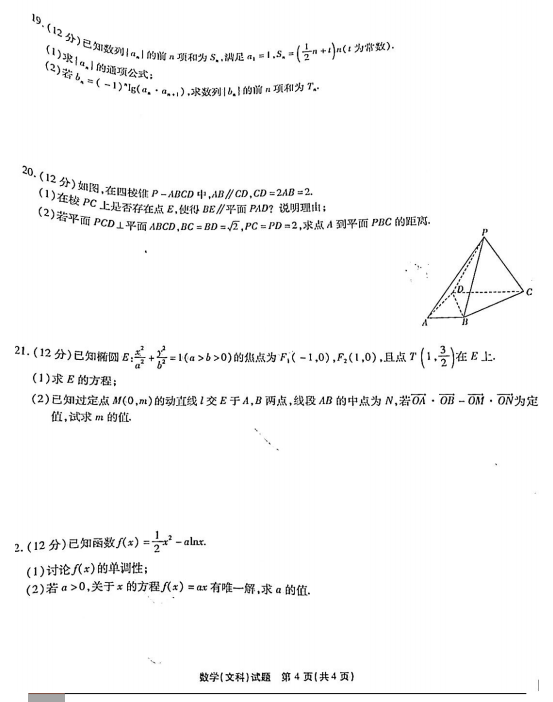 19.(12分)已知数列{aₙ}的前n项和为Sₙ,满足a₁=1,Sₙ=(1/2n+t)n(t为常数).
(1)求{aₙ}的通项公式;
(2)若bₙ=(-1)ⁿlg(aₙ·aₙ₊₁),求数列{bₙ}的前n项和为Tₙ.
20.(12分)如图,在四棱锥P-ABCD中,AB∥CD,CD=2AB=2.
(1)在棱PC上是否存在点E,使得BE∥平面PAD?说明理由;
(2)若平面PCD⊥平面ABCD,BC=BD=√2,PC=PD=2,求点A到平面PBC的距离.
P
D
C
A
B
21.(12分)已知椭圆E:x²/a²+y²/b²=1(a>b>0)的焦点为F₁(-1,0),F₂(1,0),且点T(1,3/2)在E上.
(1)求E的方程;
(2)已知过定点M(0,m)的动直线l交E于A,B两点,线段AB的中点为N,若OA·OB-OM·ON为定
值,试求m的值.
2.(12分)已知函数f(x)=1/2x²-alnx.
(1)讨论f(x)的单调性;
(2)若a>0,关于x的方程f(x)=ax有唯一解,求a的值.
数学(文科)试题 第4页(共4页)